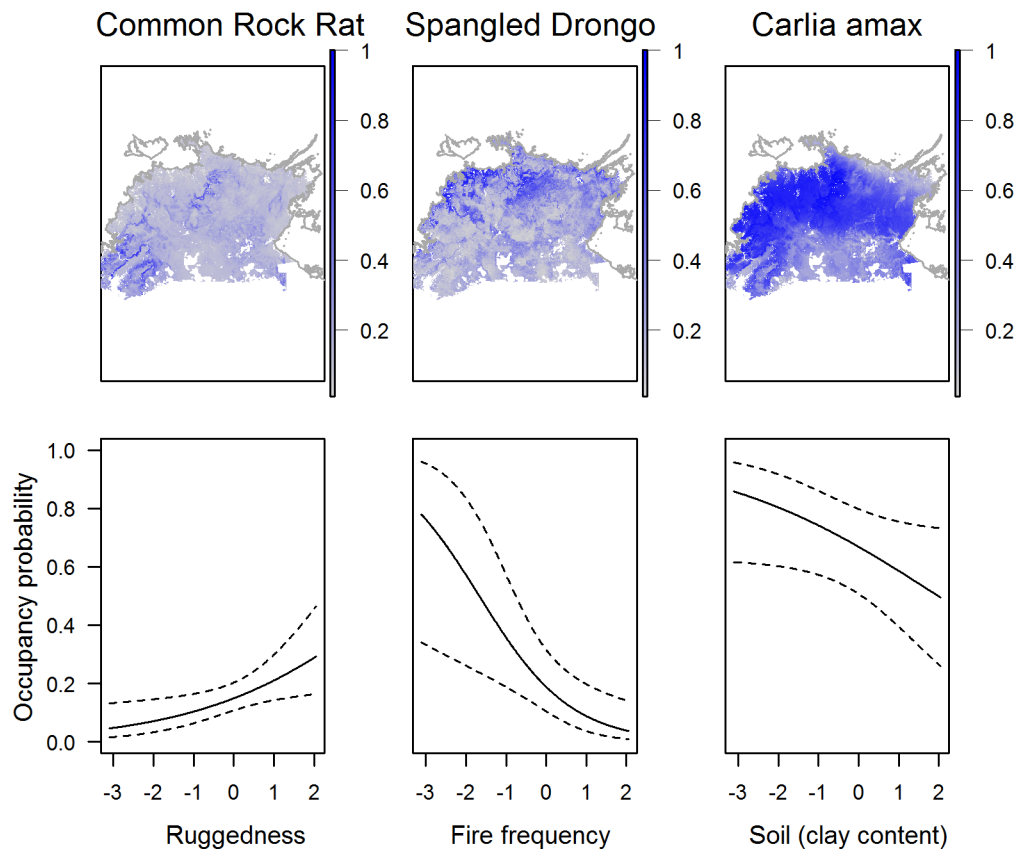 Common Rock Rat Spangled Drongo Carlia amax
1 1 1
0.8 0.8 0.8
0.6 0.6 0.6
0.4 0.4 0.4
0.2 0.2 0.2
Occupancy probability
1.0
0.8
0.6
0.4
0.2
0.0
-3 -2 -1 0 1 2 -3 -2 -1 0 1 2 -3 -2 -1 0 1 2
Ruggedness Fire frequency Soil (clay content)